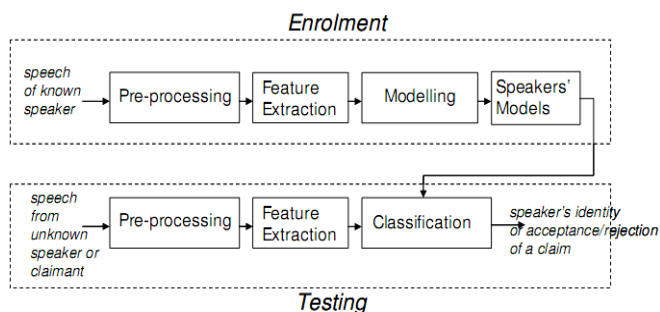 Enrolment
speech
of known
speaker
Pre-processing
Feature
Extraction
Modelling
Speakers'
Models
speech
from
unknown
speaker or
claimant
Pre-processing
Feature
Extraction
Classification
speaker's identity
or acceptance/rejection
of a claim
Testing